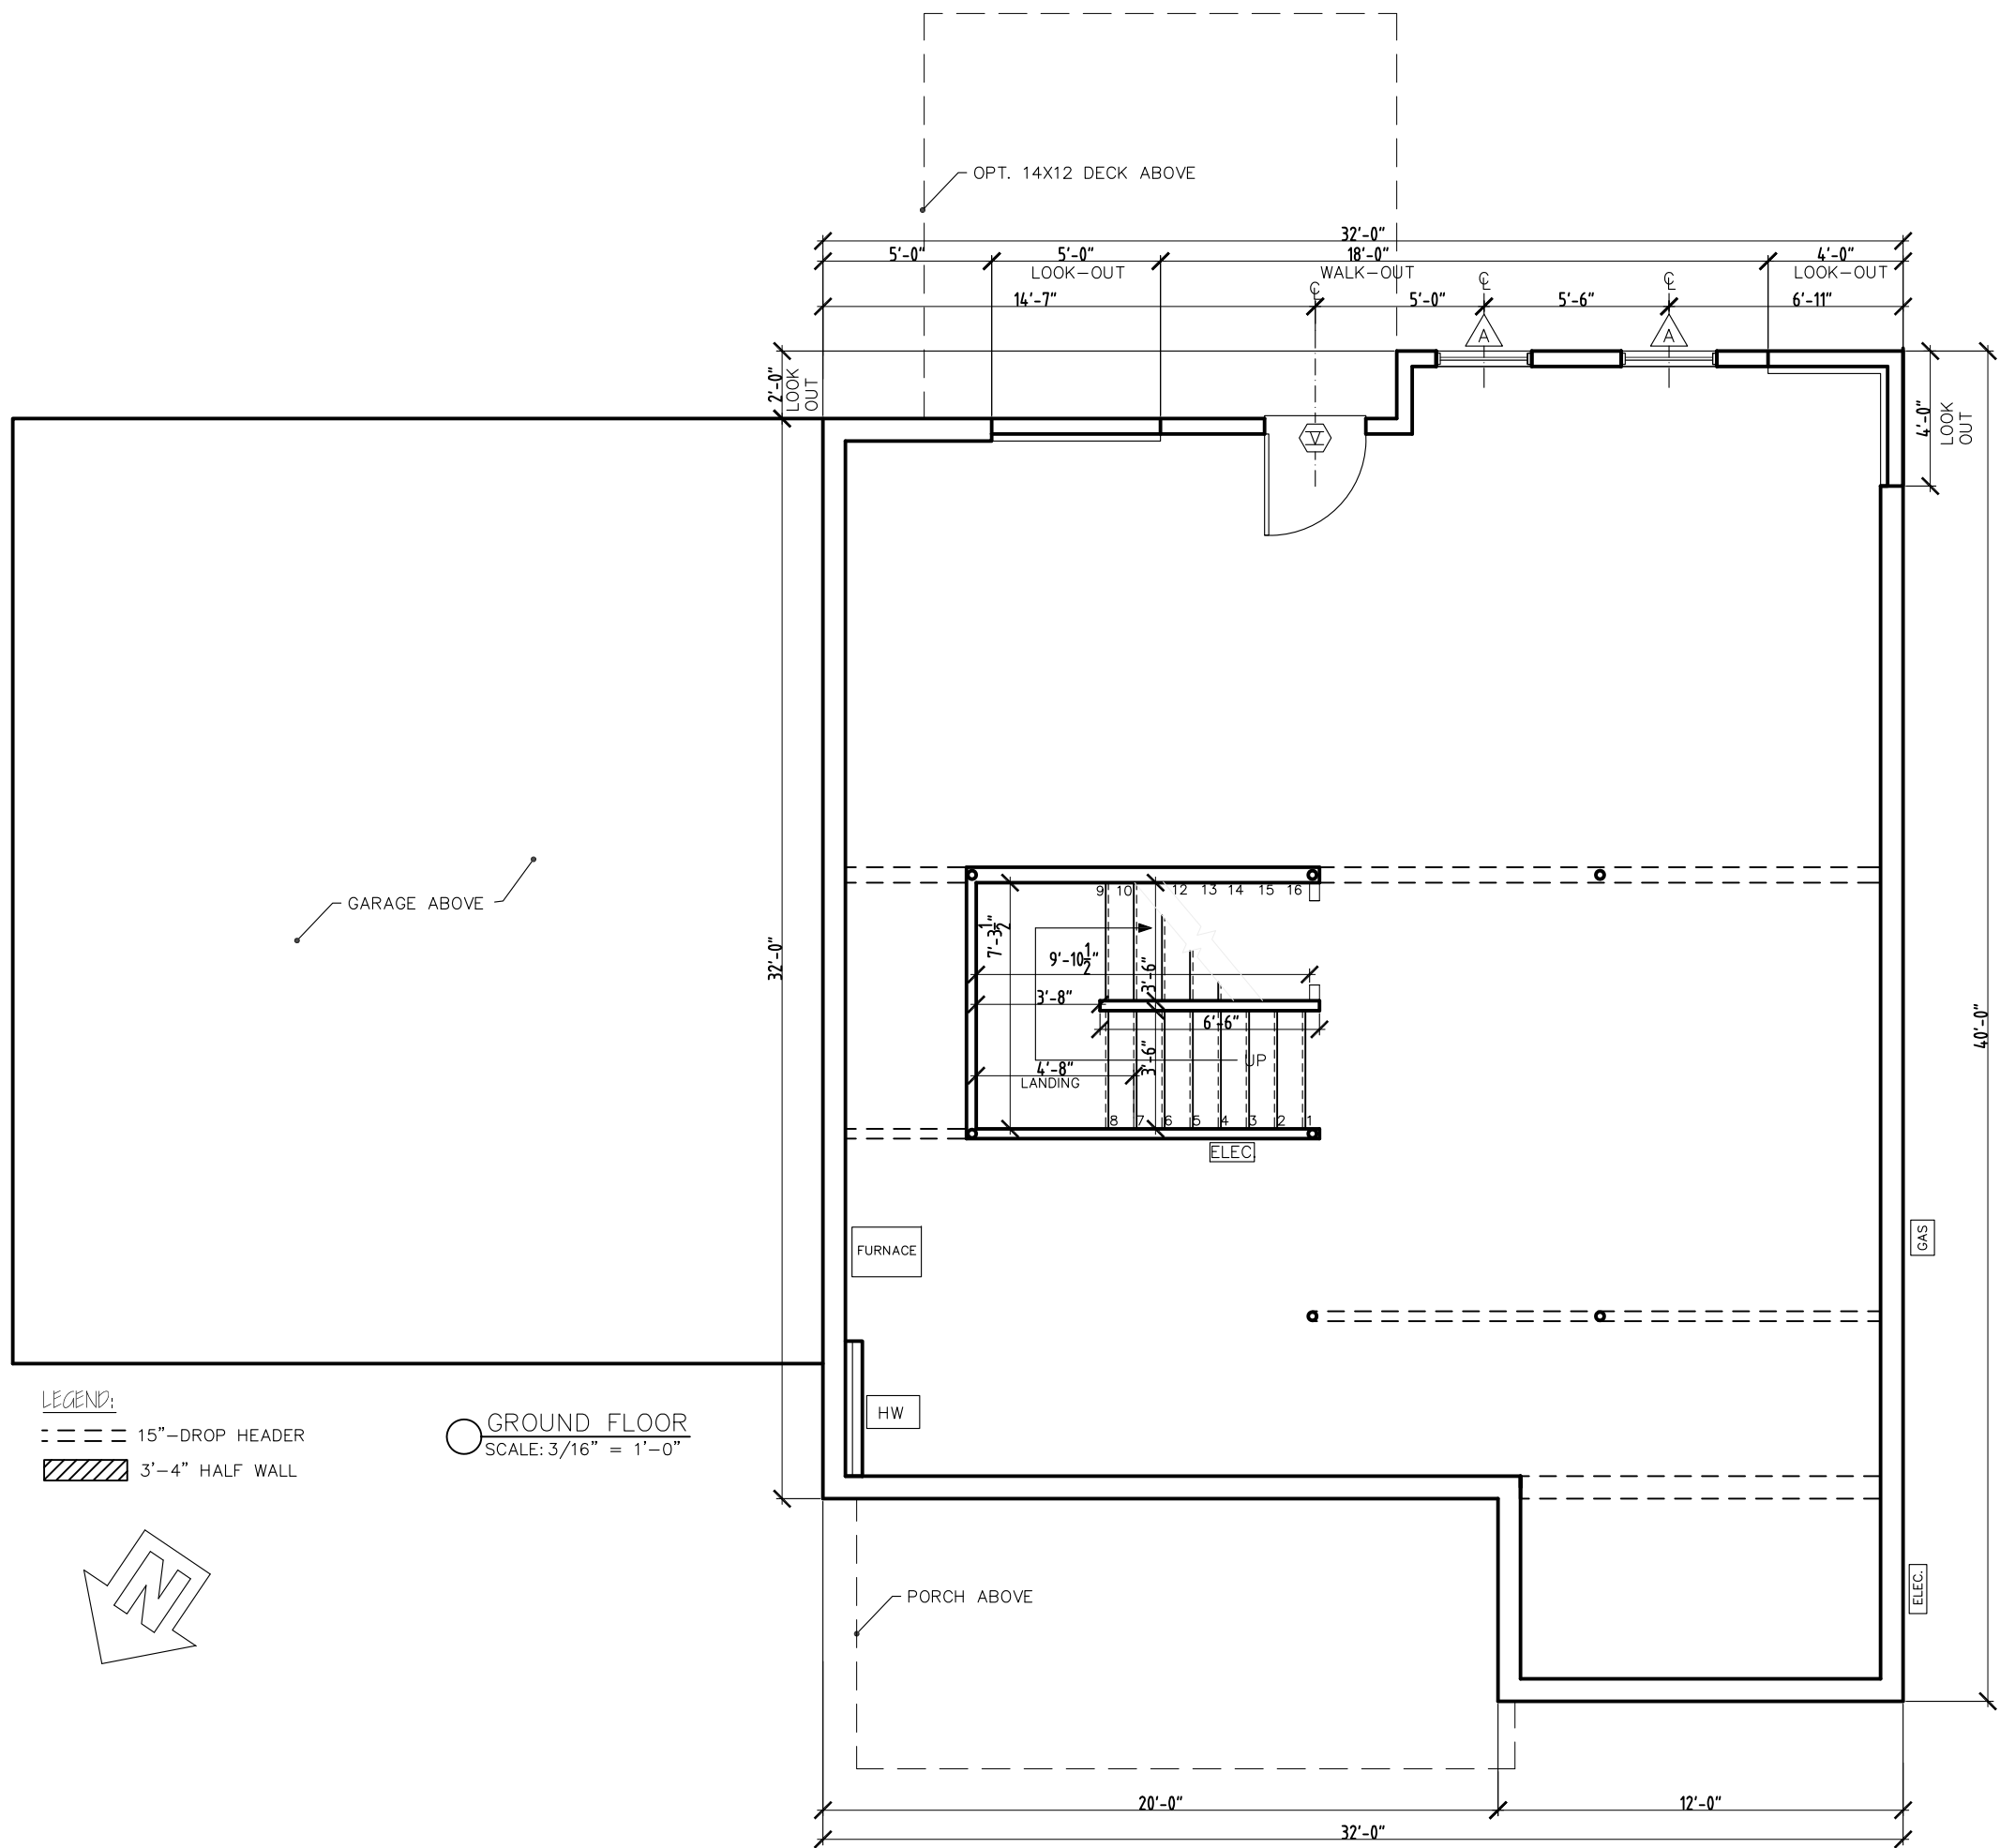 OPT. 14X12 DECK ABOVE
32'-0"
5'-0"
5'-0"
18'-0"
4'-0"
LOOK-OUT
WALK-OUT
LOOK-OUT
14'-7"
℄
5'-0"
℄
5'-6"
℄
6'-11"
A
A
2'-0"
LOOK
OUT
V
4'-0"
LOOK
OUT
GARAGE ABOVE
32'-0"
9 10 12 13 14 15 16
7'-3 1/2"
9'-10 1/2"
3'-6"
3'-8"
6'-6"
3'-6"
UP
4'-8"
LANDING
8 7 6 5 4 3 2 1
ELEC.
40'-0"
FURNACE
GAS
HW
LEGEND:
15"-DROP HEADER
3'-4" HALF WALL
GROUND FLOOR
SCALE: 3/16" = 1'-0"
N
PORCH ABOVE
ELEC.
20'-0"
12'-0"
32'-0"